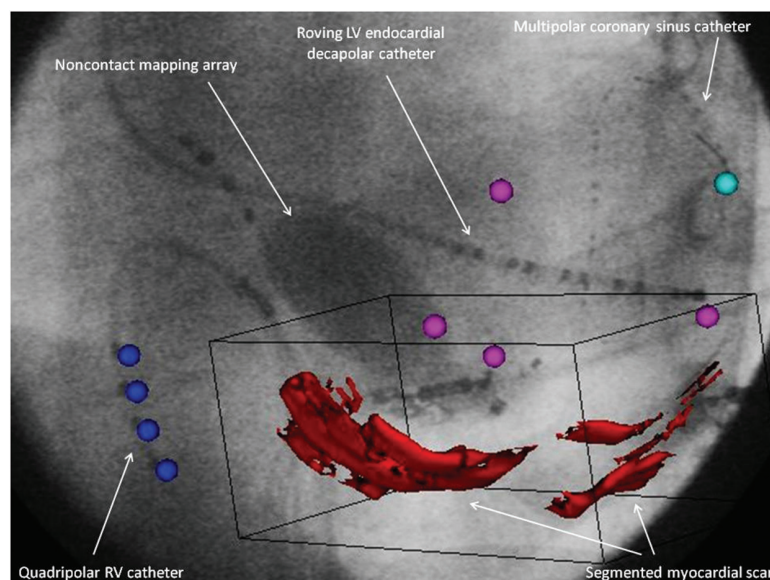 Roving LV endocardial
decapolar catheter
Multipolar coronary sinus catheter
Noncontact mapping array
Quadripolar RV catheter
Segmented myocardial scar